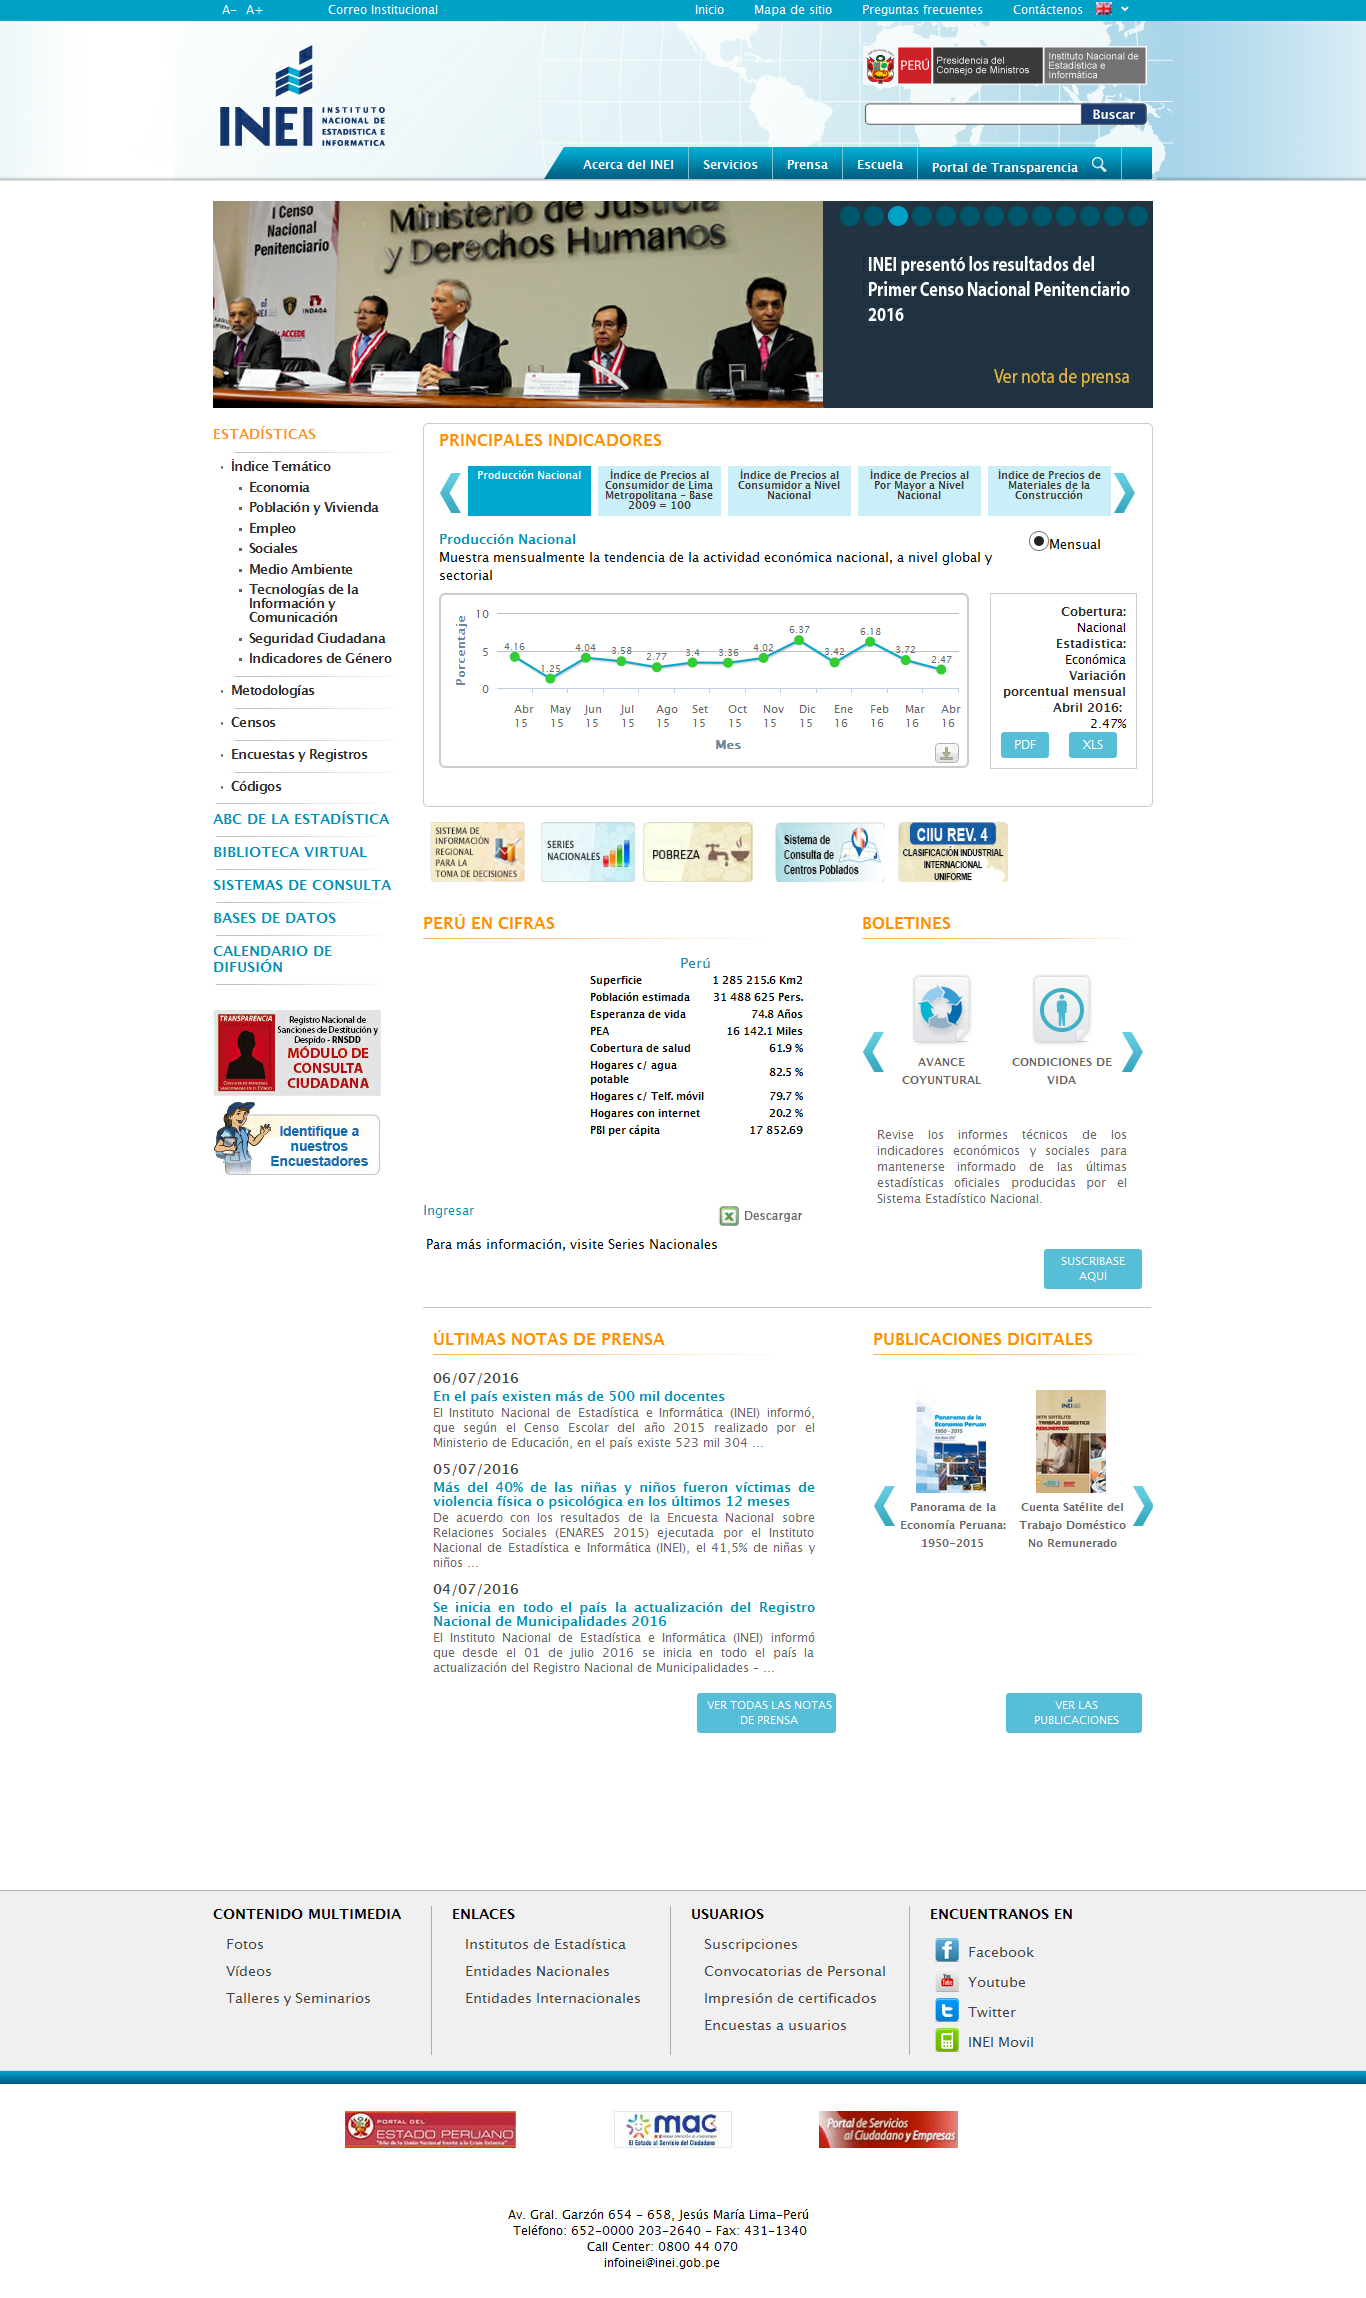 A- A+ Correo Institucional Inicio Mapa de sitio Preguntas frecuentes Contáctenos
INEI
INSTITUTO
NACIONAL DE
ESTADISTICA E
INFORMATICA
PERÚ
Presidencia del
Consejo de Ministros
Instituto Nacional de
Estadística e
Informática
Buscar
Acerca del INEI Servicios Prensa Escuela Portal de Transparencia
I Censo
Nacional
Penitenciario
Ministerio de Justicia
y Derechos Humanos
INDAGA
ACCEDE
INEI presentó los resultados del
Primer Censo Nacional Penitenciario
2016
Ver nota de prensa
ESTADÍSTICAS
Índice Temático
Economia
Población y Vivienda
Empleo
Sociales
Medio Ambiente
Tecnologías de la
Información y
Comunicación
Seguridad Ciudadana
Indicadores de Género
Metodologías
Censos
Encuestas y Registros
Códigos
ABC DE LA ESTADÍSTICA
BIBLIOTECA VIRTUAL
SISTEMAS DE CONSULTA
BASES DE DATOS
CALENDARIO DE
DIFUSIÓN
TRANSPARENCIA
Registro Nacional de
Sanciones de Destitución y
Despido - RNSDD
MÓDULO DE
CONSULTA
CIUDADANA
Identifique a
nuestros
Encuestadores
PRINCIPALES INDICADORES
Producción Nacional
Índice de Precios al
Consumidor de Lima
Metropolitana - Base
2009 = 100
Índice de Precios al
Consumidor a Nivel
Nacional
Índice de Precios al
Por Mayor a Nivel
Nacional
Índice de Precios de
Materiales de la
Construcción
Producción Nacional
Muestra mensualmente la tendencia de la actividad económica nacional, a nivel global y
sectorial
Mensual
Porcentaje
10
5
0
4.16 1.25 4.04 3.58 2.77 3.4 3.36 4.02 6.37 3.42 6.18 3.72 2.47
Abr May Jun Jul Ago Set Oct Nov Dic Ene Feb Mar Abr
15 15 15 15 15 15 15 15 15 16 16 16 16
Mes
Cobertura:
Nacional
Estadistica:
Económica
Variación
porcentual mensual
Abril 2016:
2.47%
PDF XLS
SISTEMA DE
INFORMACIÓN
REGIONAL
PARA LA
TOMA DE DECISIONES
SERIES
NACIONALES
POBREZA
Sistema de
Consulta de
Centros Poblados
CIIU REV. 4
CLASIFICACIÓN INDUSTRIAL
INTERNACIONAL
UNIFORME
PERÚ EN CIFRAS
Perú
Superficie 1 285 215.6 Km2
Población estimada 31 488 625 Pers.
Esperanza de vida 74.8 Años
PEA 16 142.1 Miles
Cobertura de salud 61.9 %
Hogares c/ agua
potable 82.5 %
Hogares c/ Telf. móvil 79.7 %
Hogares con internet 20.2 %
PBI per cápita 17 852.69
Ingresar
Descargar
Para más información, visite Series Nacionales
BOLETINES
AVANCE
COYUNTURAL
CONDICIONES DE
VIDA
Revise los informes técnicos de los
indicadores económicos y sociales para
mantenerse informado de las últimas
estadísticas oficiales producidas por el
Sistema Estadístico Nacional.
SUSCRIBASE
AQUÍ
ÚLTIMAS NOTAS DE PRENSA
06/07/2016
En el país existen más de 500 mil docentes
El Instituto Nacional de Estadística e Informática (INEI) informó,
que según el Censo Escolar del año 2015 realizado por el
Ministerio de Educación, en el país existe 523 mil 304 ...
05/07/2016
Más del 40% de las niñas y niños fueron víctimas de
violencia física o psicológica en los últimos 12 meses
De acuerdo con los resultados de la Encuesta Nacional sobre
Relaciones Sociales (ENARES 2015) ejecutada por el Instituto
Nacional de Estadística e Informática (INEI), el 41,5% de niñas y
niños ...
04/07/2016
Se inicia en todo el país la actualización del Registro
Nacional de Municipalidades 2016
El Instituto Nacional de Estadística e Informática (INEI) informó
que desde el 01 de julio 2016 se inicia en todo el país la
actualización del Registro Nacional de Municipalidades - ...
VER TODAS LAS NOTAS
DE PRENSA
PUBLICACIONES DIGITALES
Panorama de la
Economía Peruana
1950 - 2015
INEI
Panorama de la
Economía Peruana:
1950-2015
Cuenta Satélite del
Trabajo Doméstico
No Remunerado
VER LAS
PUBLICACIONES
CONTENIDO MULTIMEDIA
Fotos
Vídeos
Talleres y Seminarios
ENLACES
Institutos de Estadística
Entidades Nacionales
Entidades Internacionales
USUARIOS
Suscripciones
Convocatorias de Personal
Impresión de certificados
Encuestas a usuarios
ENCUENTRANOS EN
Facebook
Youtube
Twitter
INEI Movil
PORTAL DEL
ESTADO PERUANO
mac
El Estado al Servicio del Ciudadano
Portal de Servicios
al Ciudadano y Empresas
Av. Gral. Garzón 654 - 658, Jesús María Lima-Perú
Teléfono: 652-0000 203-2640 - Fax: 431-1340
Call Center: 0800 44 070
infoinei@inei.gob.pe